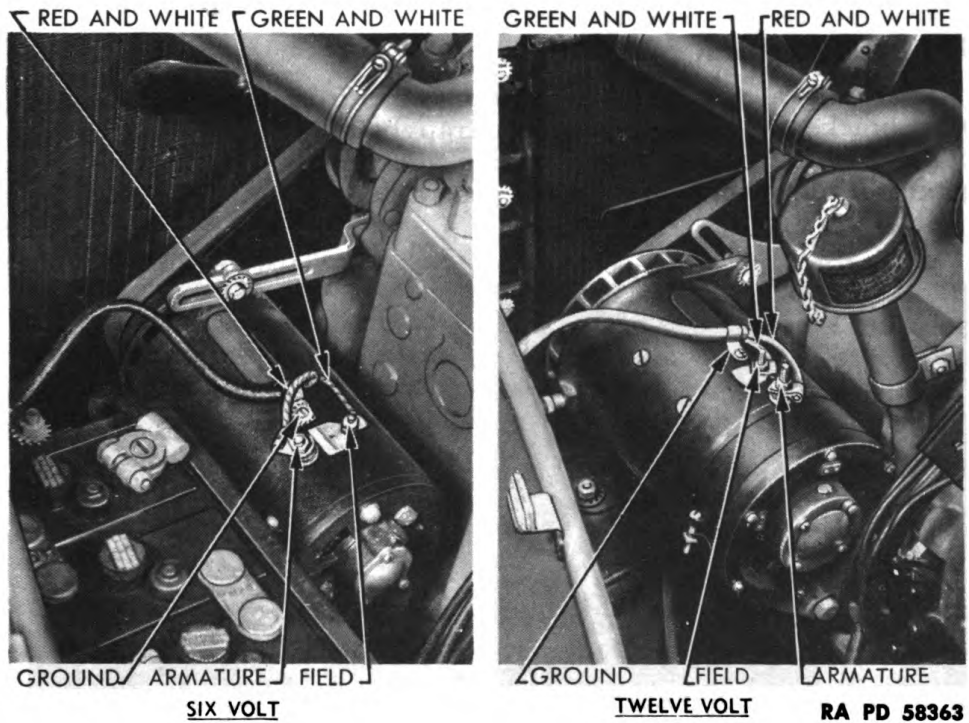 RED AND WHITE GREEN AND WHITE
GROUND ARMATURE FIELD
SIX VOLT
GREEN AND WHITE RED AND WHITE
GROUND FIELD ARMATURE
TWELVE VOLT
RA PD 58363